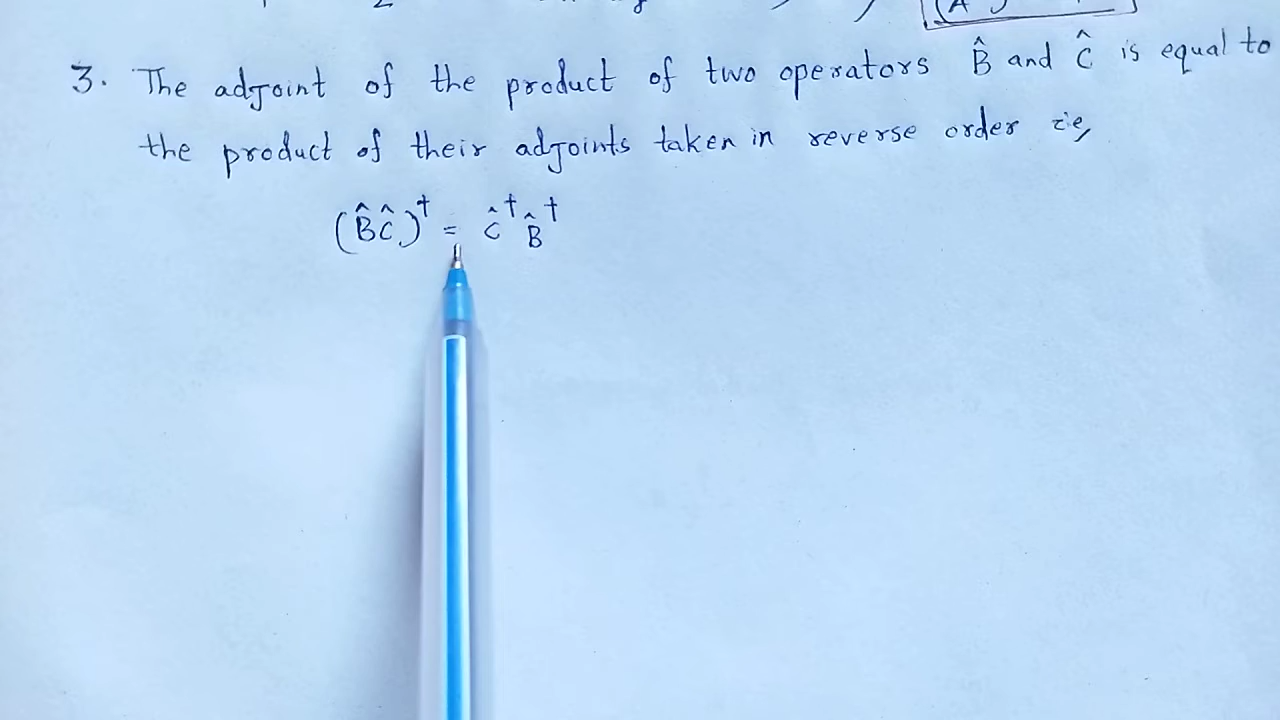 3. The adjoint of the product of two operators B̂ and Ĉ is equal to
the product of their adjoints taken in reverse order i.e,
(B̂Ĉ)† = Ĉ†B̂†